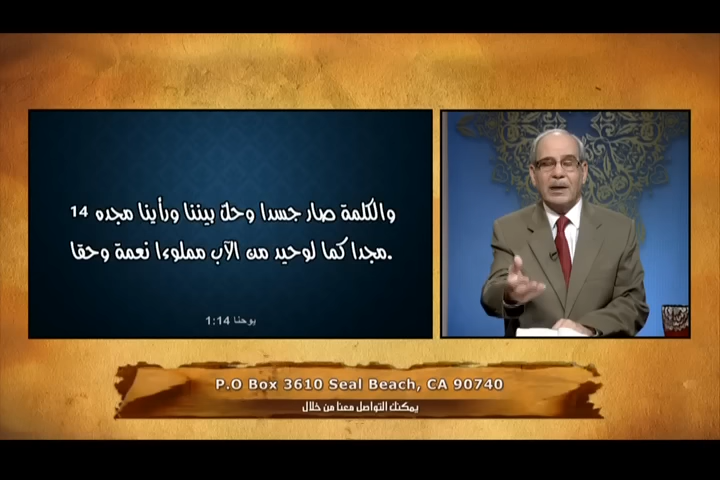 14 والكلمة صار جسدا وحلّ بيننا ورأينا مجده
مجدا كما لوحيد من الآب مملوءا نعمة وحقا.
يوحنا 1:14
P.O Box 3610 Seal Beach, CA 90740
يمكنك التواصل معنا من خلال